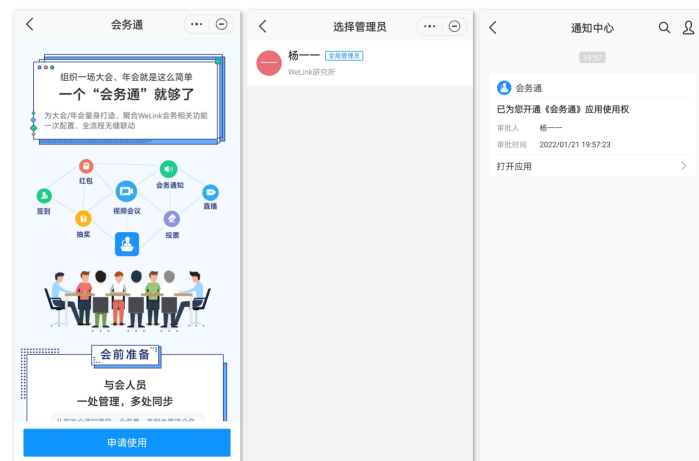 会务通
组织一场大会、年会就是这么简单
一个“会务通”就够了
为大会/年会量身打造，聚合WeLink会务相关功能
一次配置、全流程无缝联动
红包
会务通知
签到
视频会议
直播
抽奖
投票
会前准备
与会人员
一处管理，多处同步
申请使用
选择管理员
一一
杨一一 全局管理员
WeLink研究所
通知中心
19:57
会务通
已为您开通《会务通》应用使用权
审批人 杨一一
审批时间 2022/01/21 19:57:23
打开应用